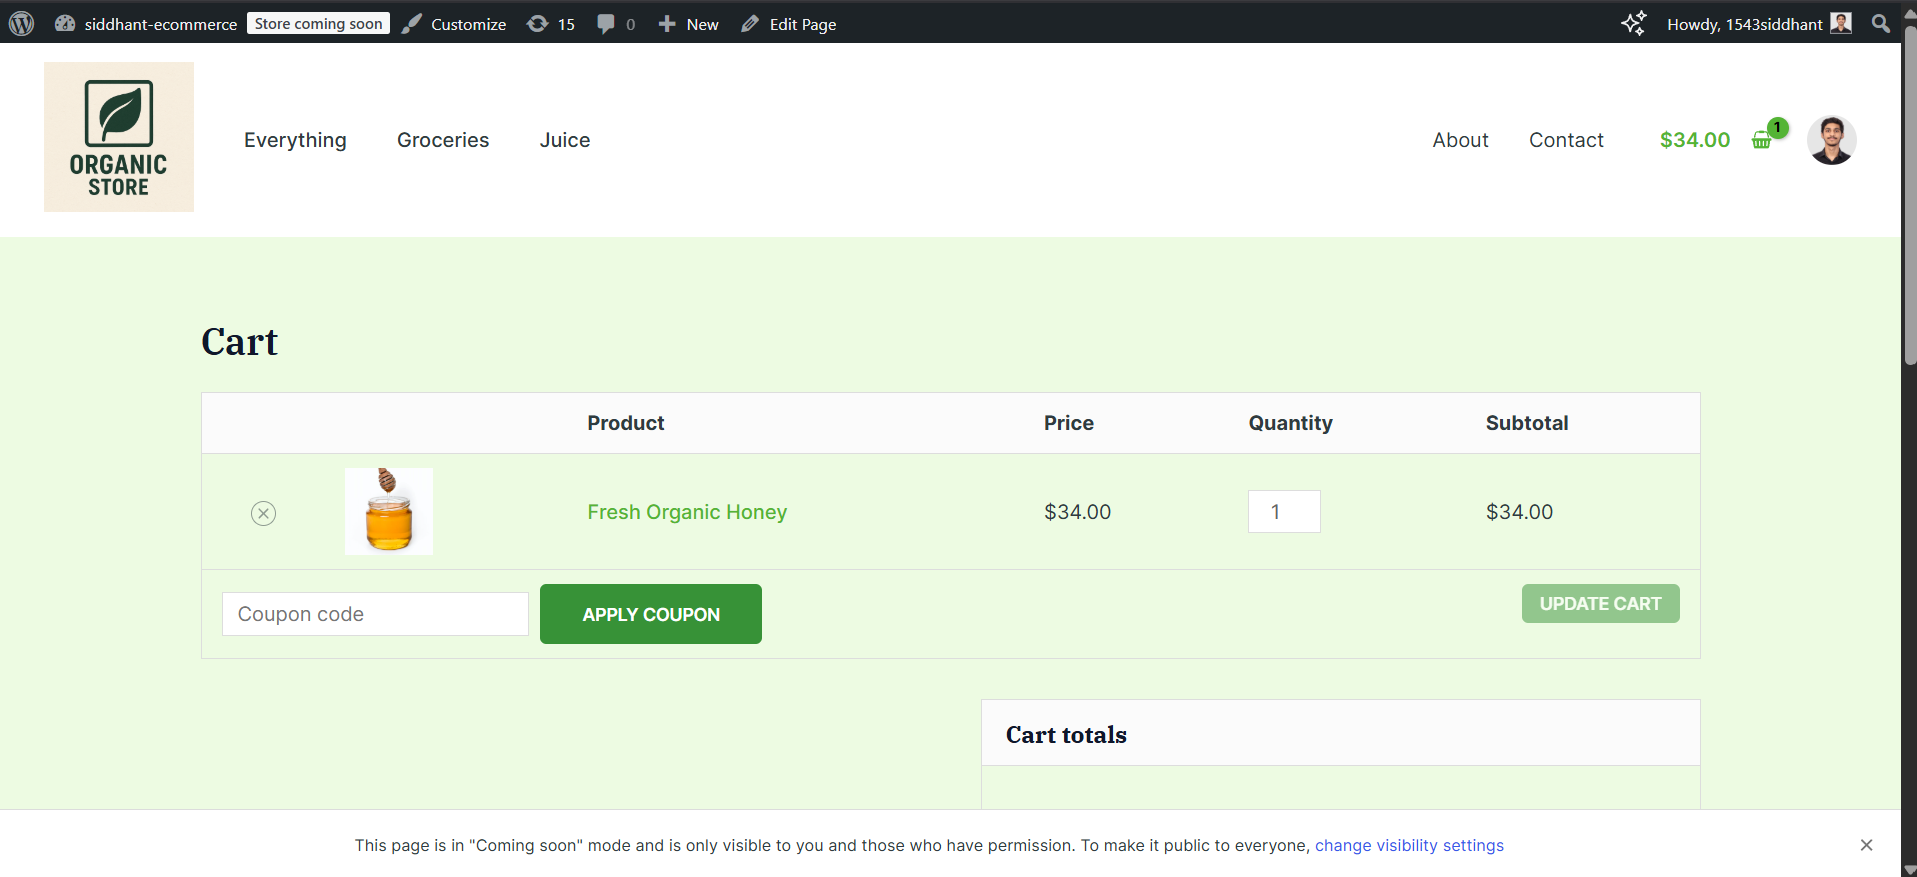 siddhant-ecommerce Store coming soon Customize 15 0 New Edit Page Howdy, 1543siddhant
ORGANIC
STORE
Everything Groceries Juice About Contact $34.00 1
Cart
Product Price Quantity Subtotal
Fresh Organic Honey $34.00 1 $34.00
Coupon code APPLY COUPON UPDATE CART
Cart totals
This page is in "Coming soon" mode and is only visible to you and those who have permission. To make it public to everyone, change visibility settings